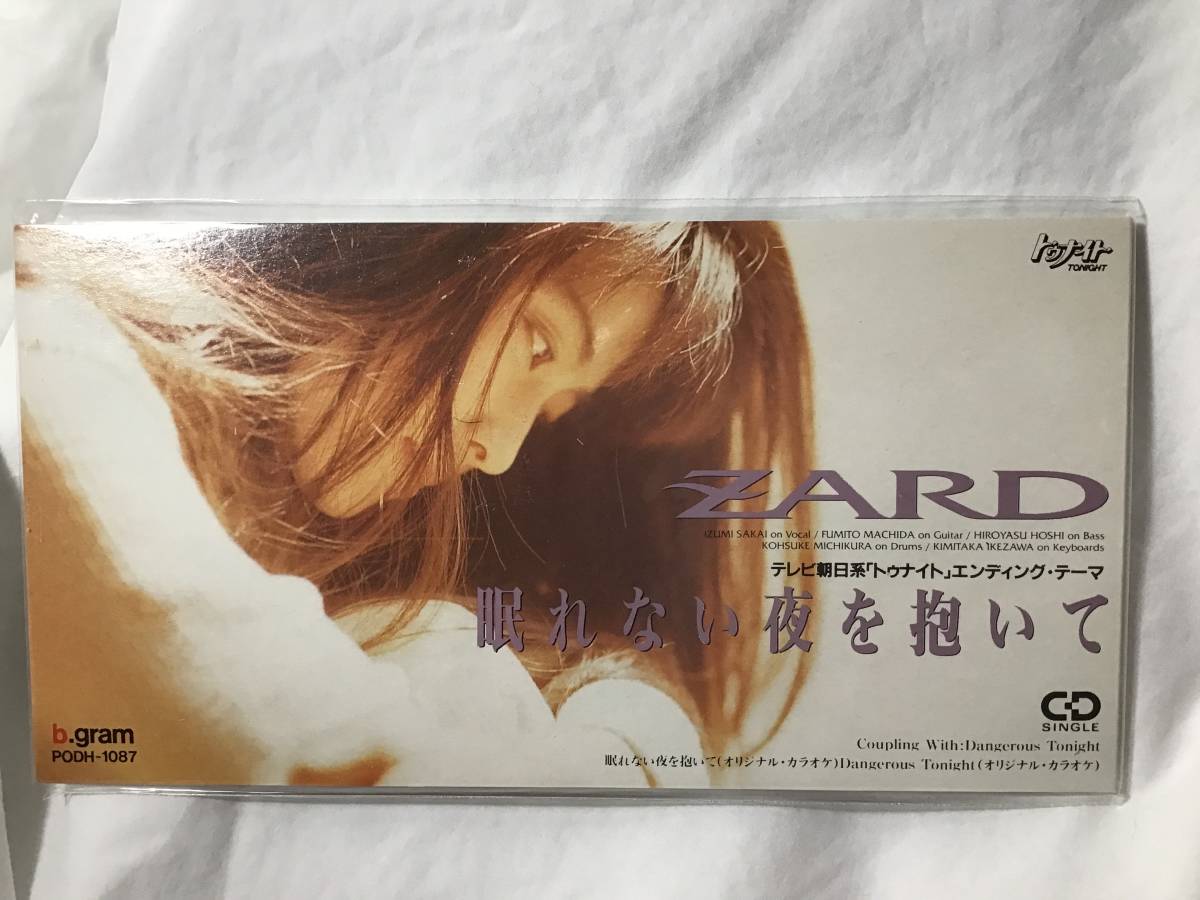 トゥナイト
TONIGHT
ZARD
IZUMI SAKAI on Vocal / FUMITO MACHIDA on Guitar / HIROYASU HOSHI on Bass
KOHSUKE MICHIKURA on Drums / KIMITAKA IKEZAWA on Keyboards
テレビ朝日系「トゥナイト」エンディング・テーマ
眠れない夜を抱いて
CD
SINGLE
b.gram
PODH-1087
Coupling With:Dangerous Tonight
眠れない夜を抱いて(オリジナル・カラオケ)Dangerous Tonight(オリジナル・カラオケ)